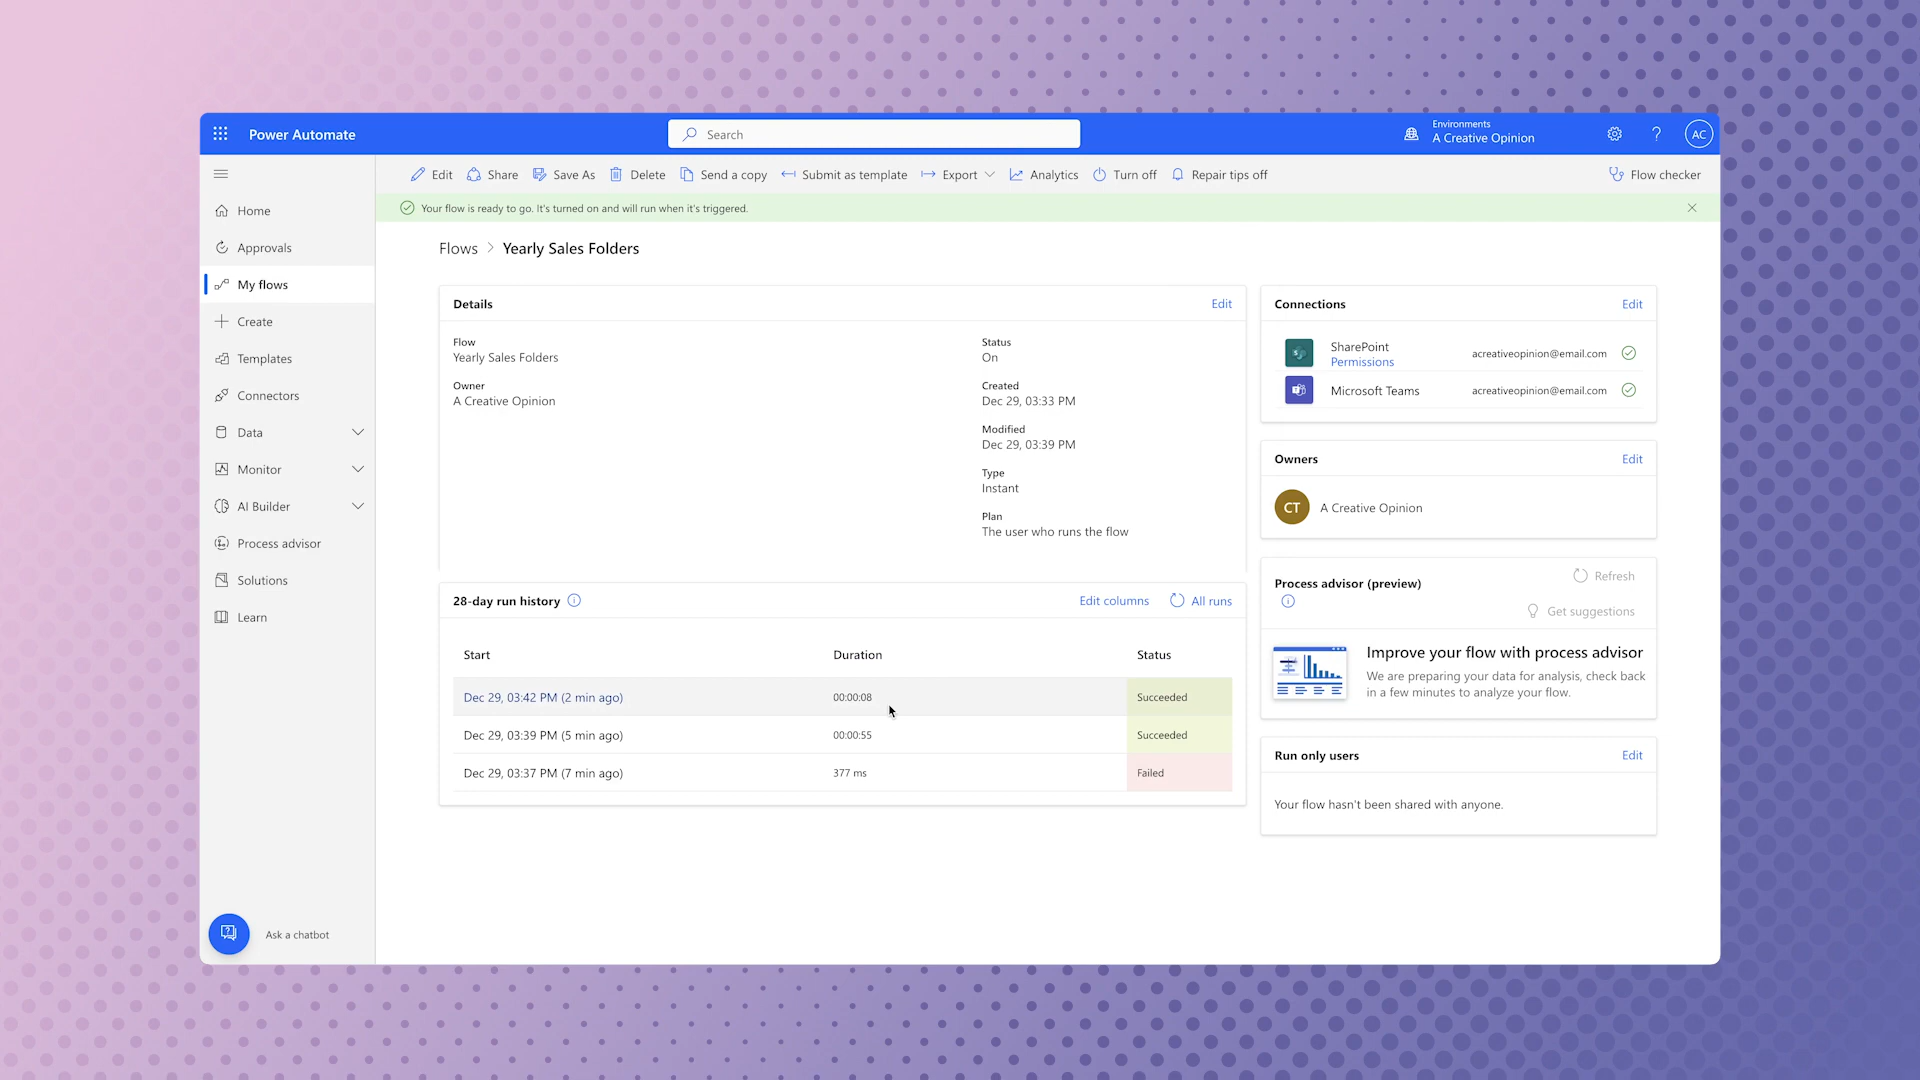 Power Automate
Search
Environments
A Creative Opinion
AC
Edit
Share
Save As
Delete
Send a copy
Submit as template
Export
Analytics
Turn off
Repair tips off
Flow checker
Your flow is ready to go. It's turned on and will run when it's triggered.
Home
Approvals
My flows
Create
Templates
Connectors
Data
Monitor
AI Builder
Process advisor
Solutions
Learn
Ask a chatbot
Flows > Yearly Sales Folders
Details
Edit
Flow
Yearly Sales Folders
Owner
A Creative Opinion
Status
On
Created
Dec 29, 03:33 PM
Modified
Dec 29, 03:39 PM
Type
Instant
Plan
The user who runs the flow
28-day run history
Edit columns
All runs
Start Duration Status
Dec 29, 03:42 PM (2 min ago) 00:00:08 Succeeded
Dec 29, 03:39 PM (5 min ago) 00:00:55 Succeeded
Dec 29, 03:37 PM (7 min ago) 377 ms Failed
Connections
Edit
SharePoint
Permissions
acreativeopinion@email.com
Microsoft Teams
acreativeopinion@email.com
Owners
Edit
CT
A Creative Opinion
Process advisor (preview)
Refresh
Get suggestions
Improve your flow with process advisor
We are preparing your data for analysis, check back
in a few minutes to analyze your flow.
Run only users
Edit
Your flow hasn't been shared with anyone.